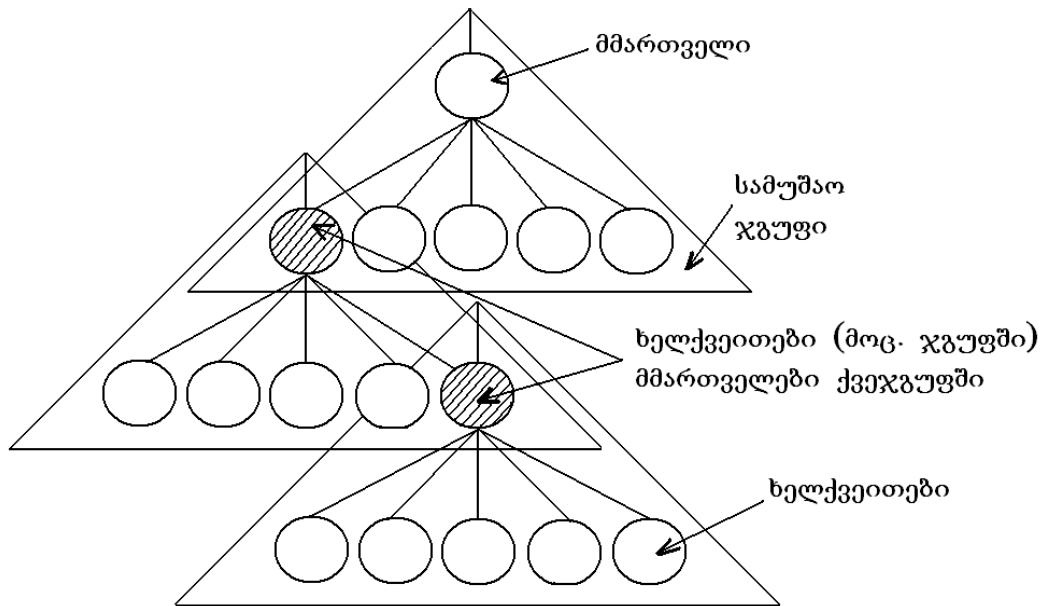 მმართველი
სამუშაო
ჯგუფი
ხელქვეითები (მოც. ჯგუფში)
მმართველები ქვეჯგუფში
ხელქვეითები